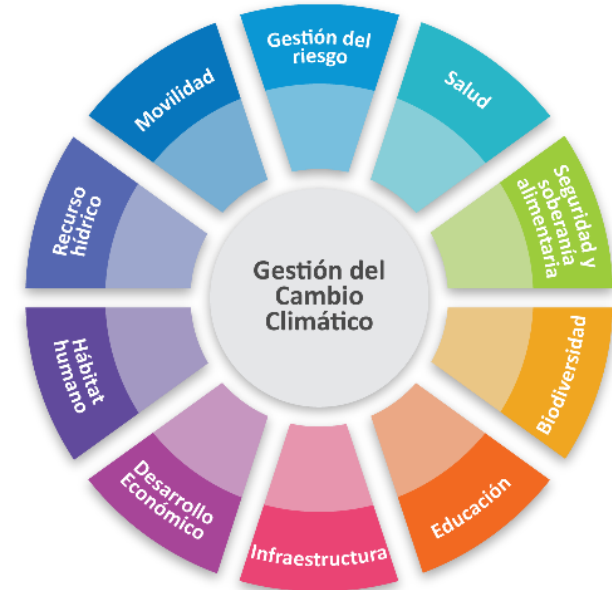 Gestión del
riesgo
Salud
Seguridad y
soberanía
alimentaria
Biodiversidad
Educación
Infraestructura
Desarrollo
Económico
Hábitat
humano
Recurso
hídrico
Movilidad
Gestión del
Cambio
Climático